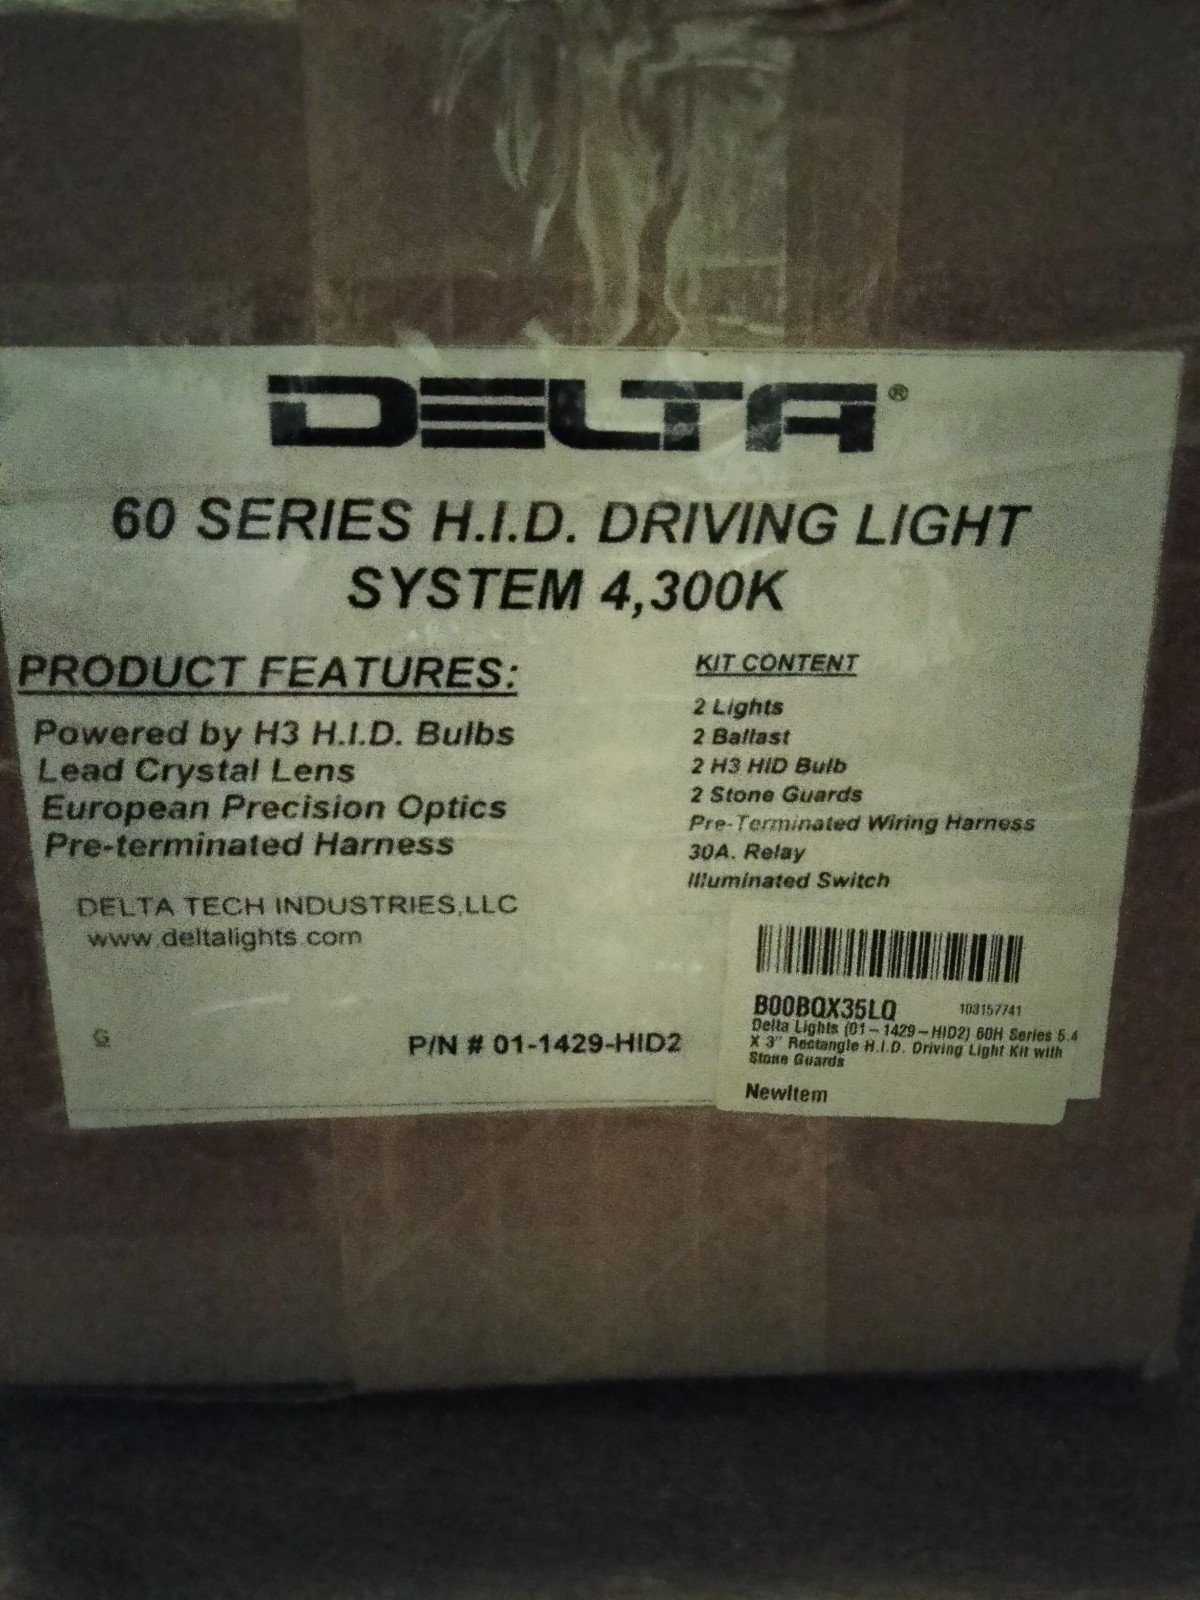 DELTA®
60 SERIES H.I.D. DRIVING LIGHT
SYSTEM 4,300K
PRODUCT FEATURES:
Powered by H3 H.I.D. Bulbs
Lead Crystal Lens
European Precision Optics
Pre-terminated Harness
DELTA TECH INDUSTRIES,LLC
www.deltalights.com
G
P/N # 01-1429-HID2
KIT CONTENT
2 Lights
2 Ballast
2 H3 HID Bulb
2 Stone Guards
Pre-Terminated Wiring Harness
30A. Relay
Illuminated Switch
B00BQX35LQ 103157741
Delta Lights (01-1429-HID2) 60H Series 5.4
X 3" Rectangle H.I.D. Driving Light Kit with
Stone Guards
NewItem